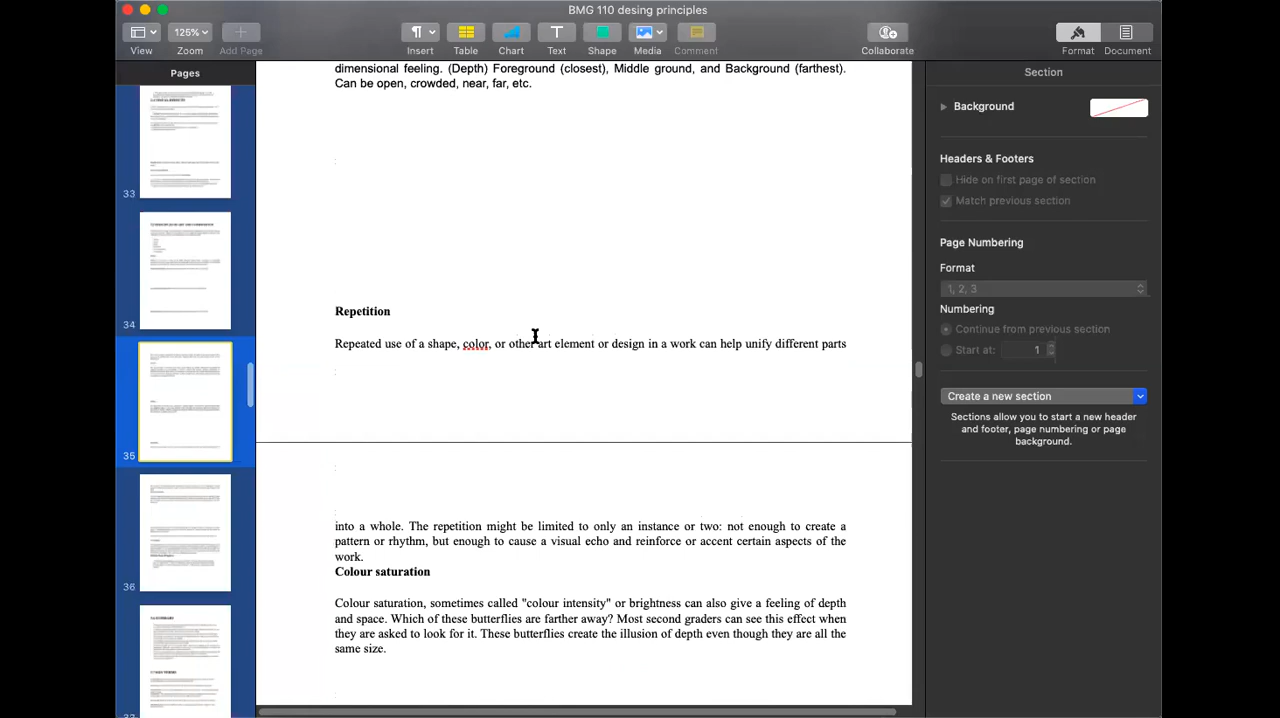 BMG 110 desing principles
125%
View
Zoom
Add Page
Insert
Table
Chart
Text
Shape
Media
Comment
Collaborate
Format
Document
Pages
33
34
35
36
dimensional feeling. (Depth) Foreground (closest), Middle ground, and Background (farthest).
Can be open, crowded, near, far, etc.
Repetition
Repeated use of a shape, color, or other art element or design in a work can help unify different parts
into a whole. The repetition might be limited to only an instance or two: not enough to create a
pattern or rhythm, but enough to cause a visual echo and reinforce or accent certain aspects of the
work.
Colour saturation
Colour saturation, sometimes called "colour intensity" or brightness can also give a feeling of depth
and space. Which of these butterflies are farther away? Most second graders can see this effect when
they are asked to look for it. These butterflies create an illusion of depth even though they are all the
same size.
Section
Background
Headers & Footers
Hide on first page of section
Match previous section
Page Numbering
Format
1, 2, 3
Numbering
Continue from previous section
Start at: 1
Create a new section
Sections allow you to start a new header
and footer, page numbering or page
background.